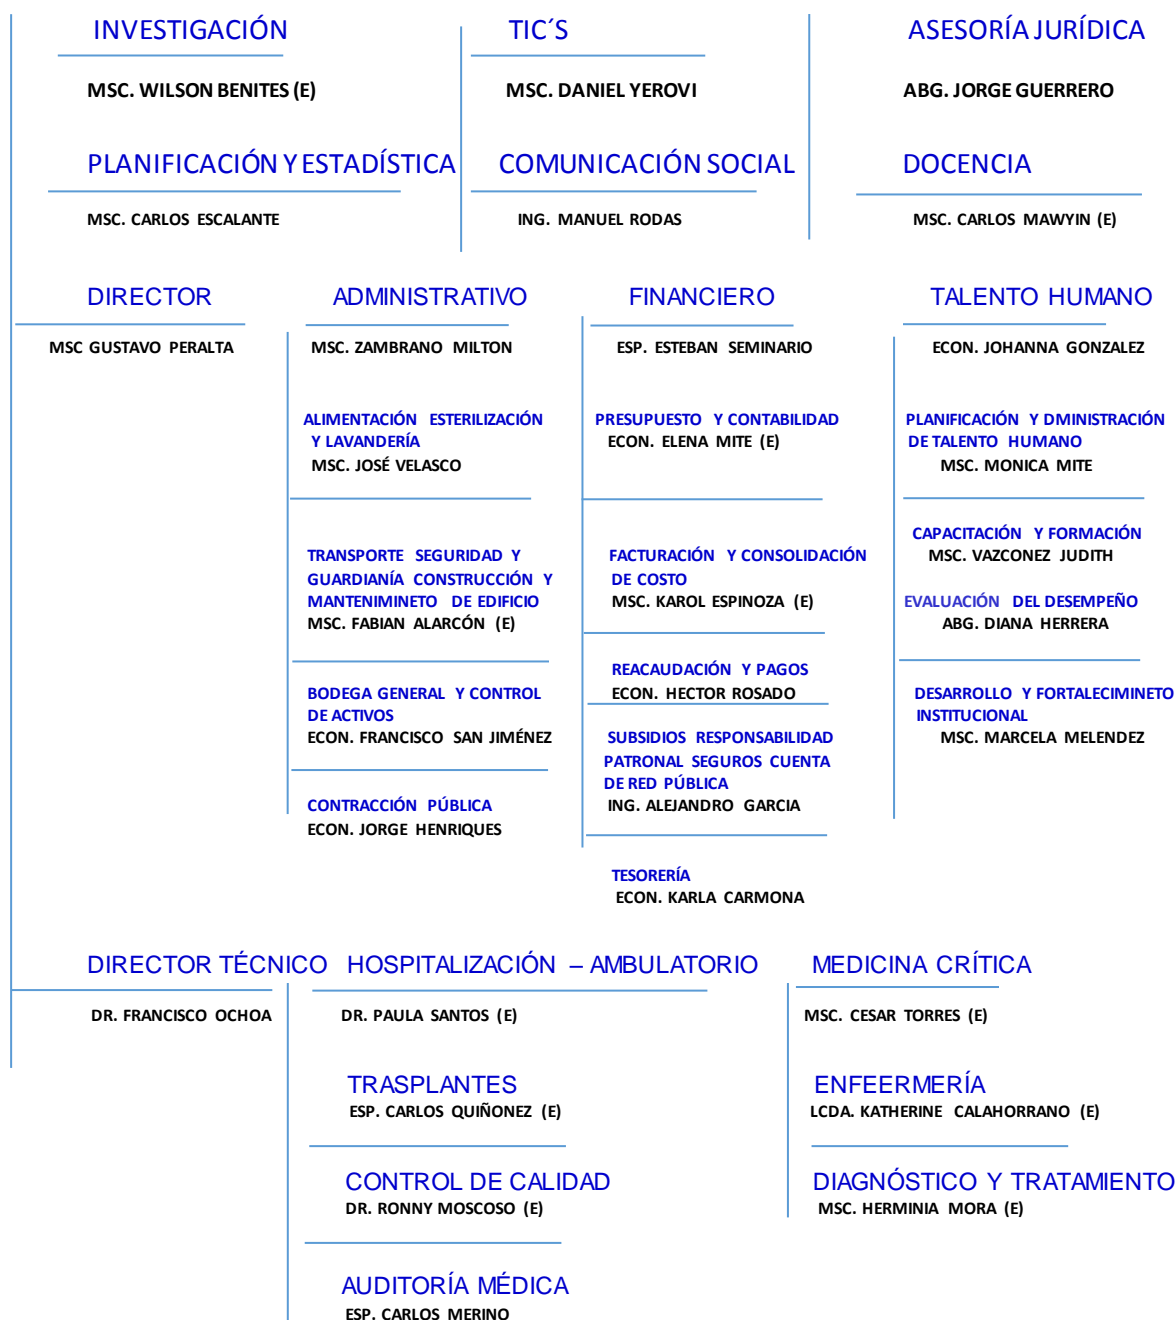 INVESTIGACIÓN
TIC´S
ASESORÍA JURÍDICA
MSC. WILSON BENITES (E)
MSC. DANIEL YEROVI
ABG. JORGE GUERRERO
PLANIFICACIÓN Y ESTADÍSTICA
COMUNICACIÓN SOCIAL
DOCENCIA
MSC. CARLOS ESCALANTE
ING. MANUEL RODAS
MSC. CARLOS MAWYIN (E)
DIRECTOR
MSC GUSTAVO PERALTA
ADMINISTRATIVO
MSC. ZAMBRANO MILTON
ALIMENTACIÓN ESTERILIZACIÓN
Y LAVANDERÍA
MSC. JOSÉ VELASCO
TRANSPORTE SEGURIDAD Y
GUARDIANÍA CONSTRUCCIÓN Y
MANTENIMINETO DE EDIFICIO
MSC. FABIAN ALARCÓN (E)
BODEGA GENERAL Y CONTROL
DE ACTIVOS
ECON. FRANCISCO SAN JIMÉNEZ
CONTRACCIÓN PÚBLICA
ECON. JORGE HENRIQUES
FINANCIERO
ESP. ESTEBAN SEMINARIO
PRESUPUESTO Y CONTABILIDAD
ECON. ELENA MITE (E)
FACTURACIÓN Y CONSOLIDACIÓN
DE COSTO
MSC. KAROL ESPINOZA (E)
REACAUDACIÓN Y PAGOS
ECON. HECTOR ROSADO
SUBSIDIOS RESPONSABILIDAD
PATRONAL SEGUROS CUENTA
DE RED PÚBLICA
ING. ALEJANDRO GARCIA
TESORERÍA
ECON. KARLA CARMONA
TALENTO HUMANO
ECON. JOHANNA GONZALEZ
PLANIFICACIÓN Y DMINISTRACIÓN
DE TALENTO HUMANO
MSC. MONICA MITE
CAPACITACIÓN Y FORMACIÓN
MSC. VAZCONEZ JUDITH
EVALUACIÓN DEL DESEMPEÑO
ABG. DIANA HERRERA
DESARROLLO Y FORTALECIMINETO
INSTITUCIONAL
MSC. MARCELA MELENDEZ
DIRECTOR TÉCNICO
DR. FRANCISCO OCHOA
HOSPITALIZACIÓN – AMBULATORIO
DR. PAULA SANTOS (E)
TRASPLANTES
ESP. CARLOS QUIÑONEZ (E)
CONTROL DE CALIDAD
DR. RONNY MOSCOSO (E)
AUDITORÍA MÉDICA
ESP. CARLOS MERINO
MEDICINA CRÍTICA
MSC. CESAR TORRES (E)
ENFEERMERÍA
LCDA. KATHERINE CALAHORRANO (E)
DIAGNÓSTICO Y TRATAMIENTO
MSC. HERMINIA MORA (E)